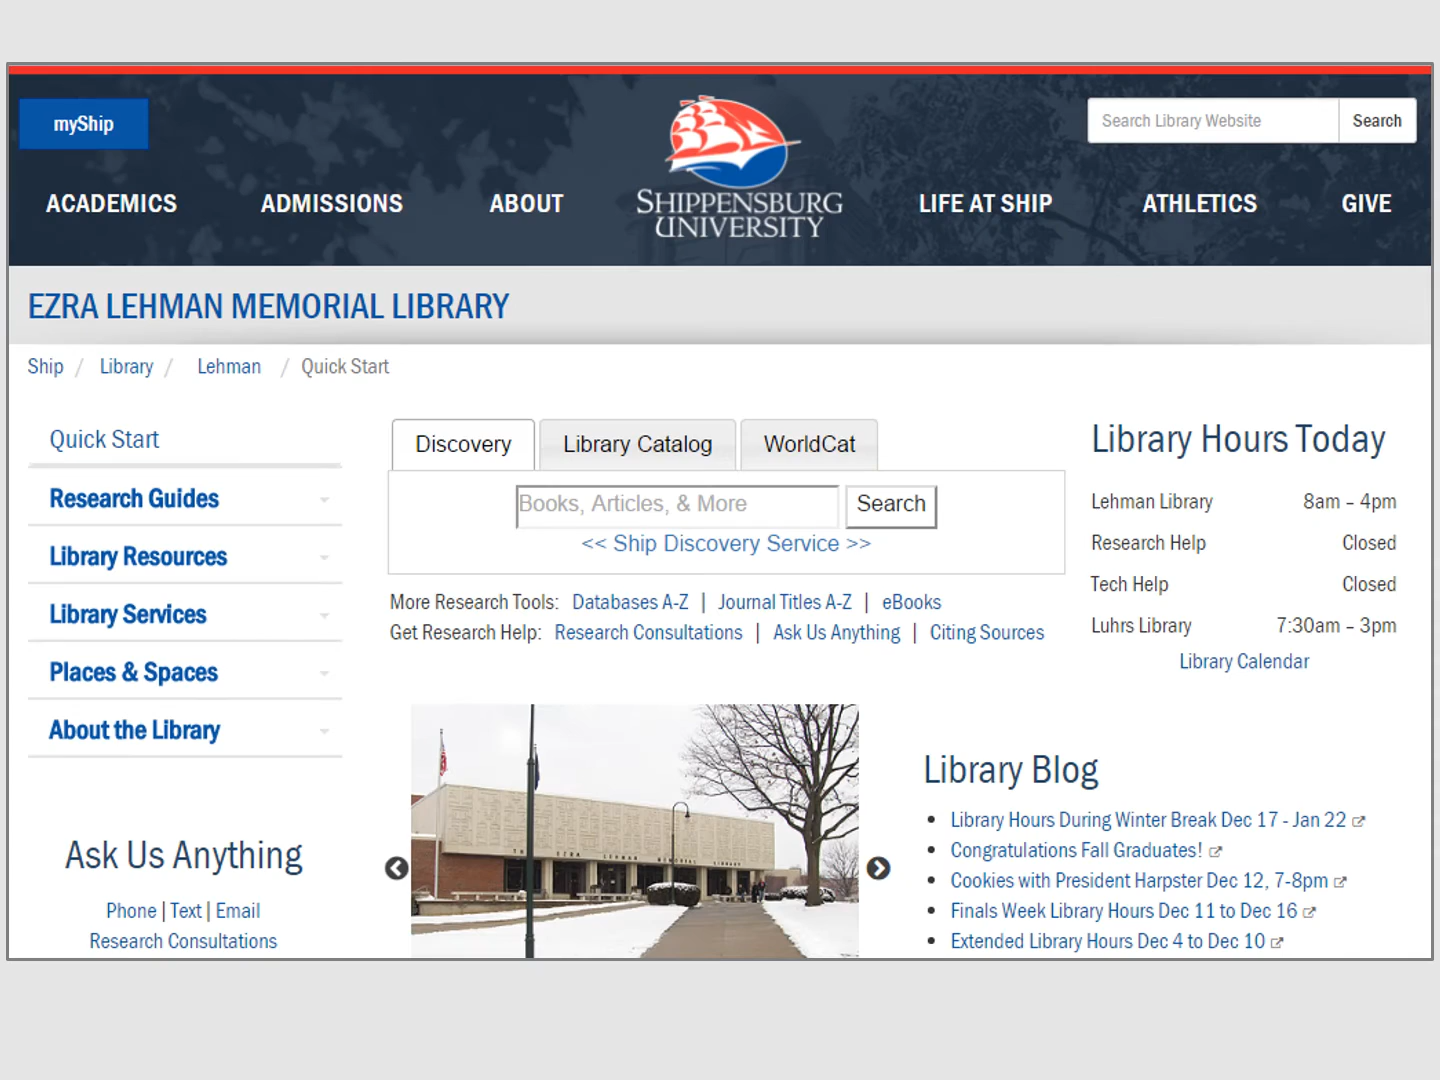 myShip
Search Library Website
Search
ACADEMICS
ADMISSIONS
ABOUT
SHIPPENSBURG
UNIVERSITY
LIFE AT SHIP
ATHLETICS
GIVE
EZRA LEHMAN MEMORIAL LIBRARY
Ship / Library / Lehman / Quick Start
Quick Start
Research Guides
Library Resources
Library Services
Places & Spaces
About the Library
Ask Us Anything
Phone | Text | Email
Research Consultations
Discovery
Library Catalog
WorldCat
Books, Articles, & More
Search
<< Ship Discovery Service >>
More Research Tools: Databases A-Z | Journal Titles A-Z | eBooks
Get Research Help: Research Consultations | Ask Us Anything | Citing Sources
THE EZRA LEHMAN MEMORIAL LIBRARY
Library Hours Today
Lehman Library 8am – 4pm
Research Help Closed
Tech Help Closed
Luhrs Library 7:30am – 3pm
Library Calendar
Library Blog
Library Hours During Winter Break Dec 17 - Jan 22
Congratulations Fall Graduates!
Cookies with President Harpster Dec 12, 7-8pm
Finals Week Library Hours Dec 11 to Dec 16
Extended Library Hours Dec 4 to Dec 10